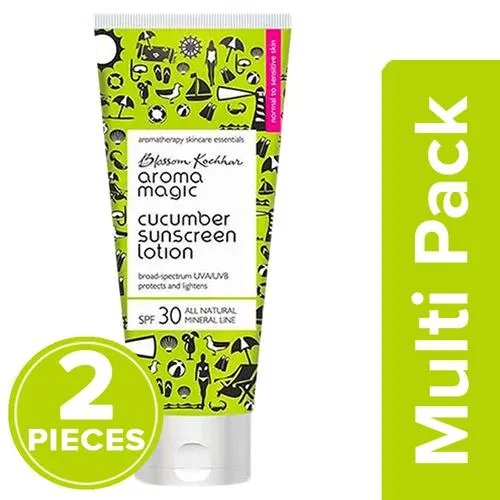 normal to sensitive skin
aromatherapy skincare essentials
Blossom Kochhar
aroma
magic
cucumber
sunscreen
lotion
broad-spectrum UVA/UVB
protects and lightens
SPF 30 ALL NATURAL
MINERAL LINE
2
PIECES
Multi Pack